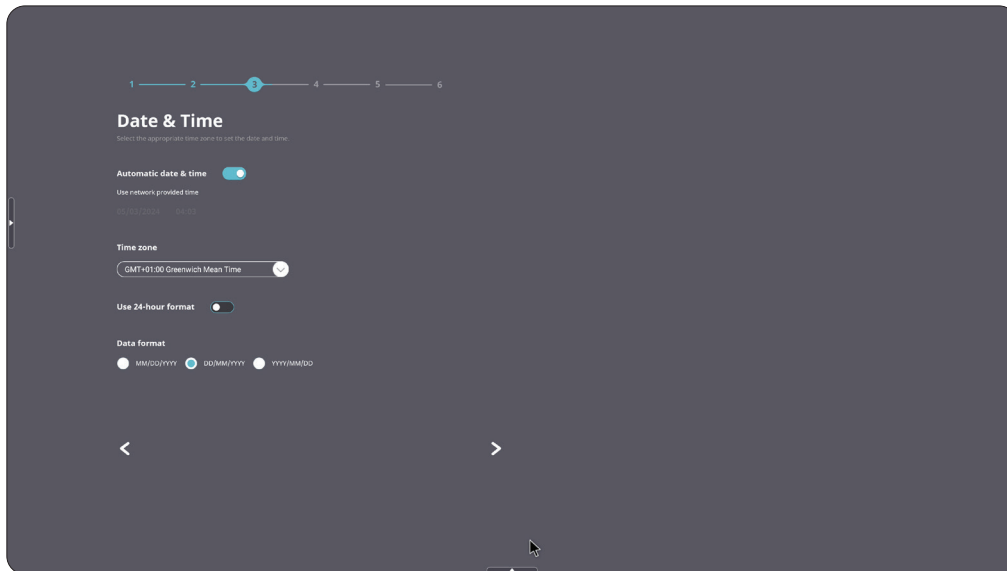 1 2 3 4 5 6
Date & Time
Select the appropriate time zone to set the date and time.
Automatic date & time
Use network provided time
Time zone
GMT+01:00 Greenwich Mean Time
Use 24-hour format
Data format
MM/DD/YYYY DD/MM/YYYY YYYY/MM/DD